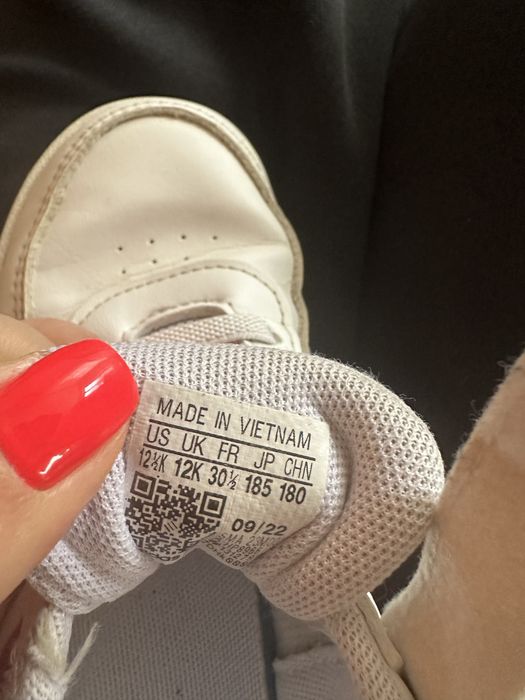 MADE IN VIETNAM
US UK FR JP CHN
12½K 12K 30½ 185 180
09/22